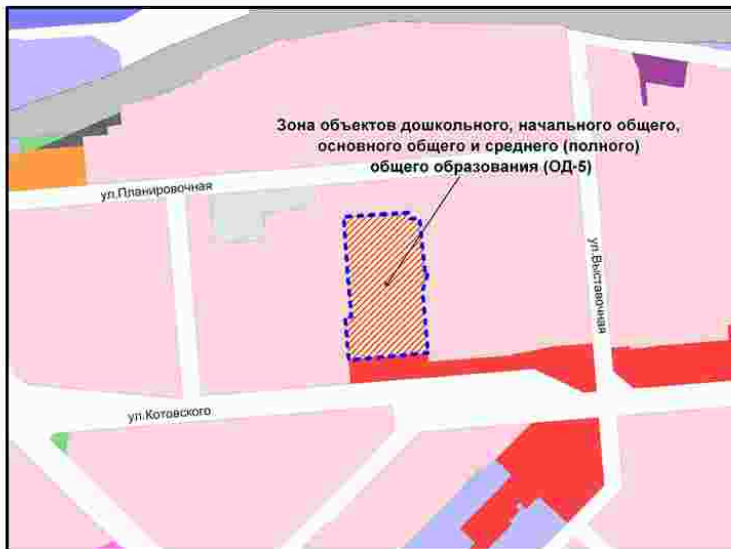 Зона объектов дошкольного, начального общего,
основного общего и среднего (полного)
общего образования (ОД-5)
ул.Планировочная
ул.Выставочная
ул.Котовского